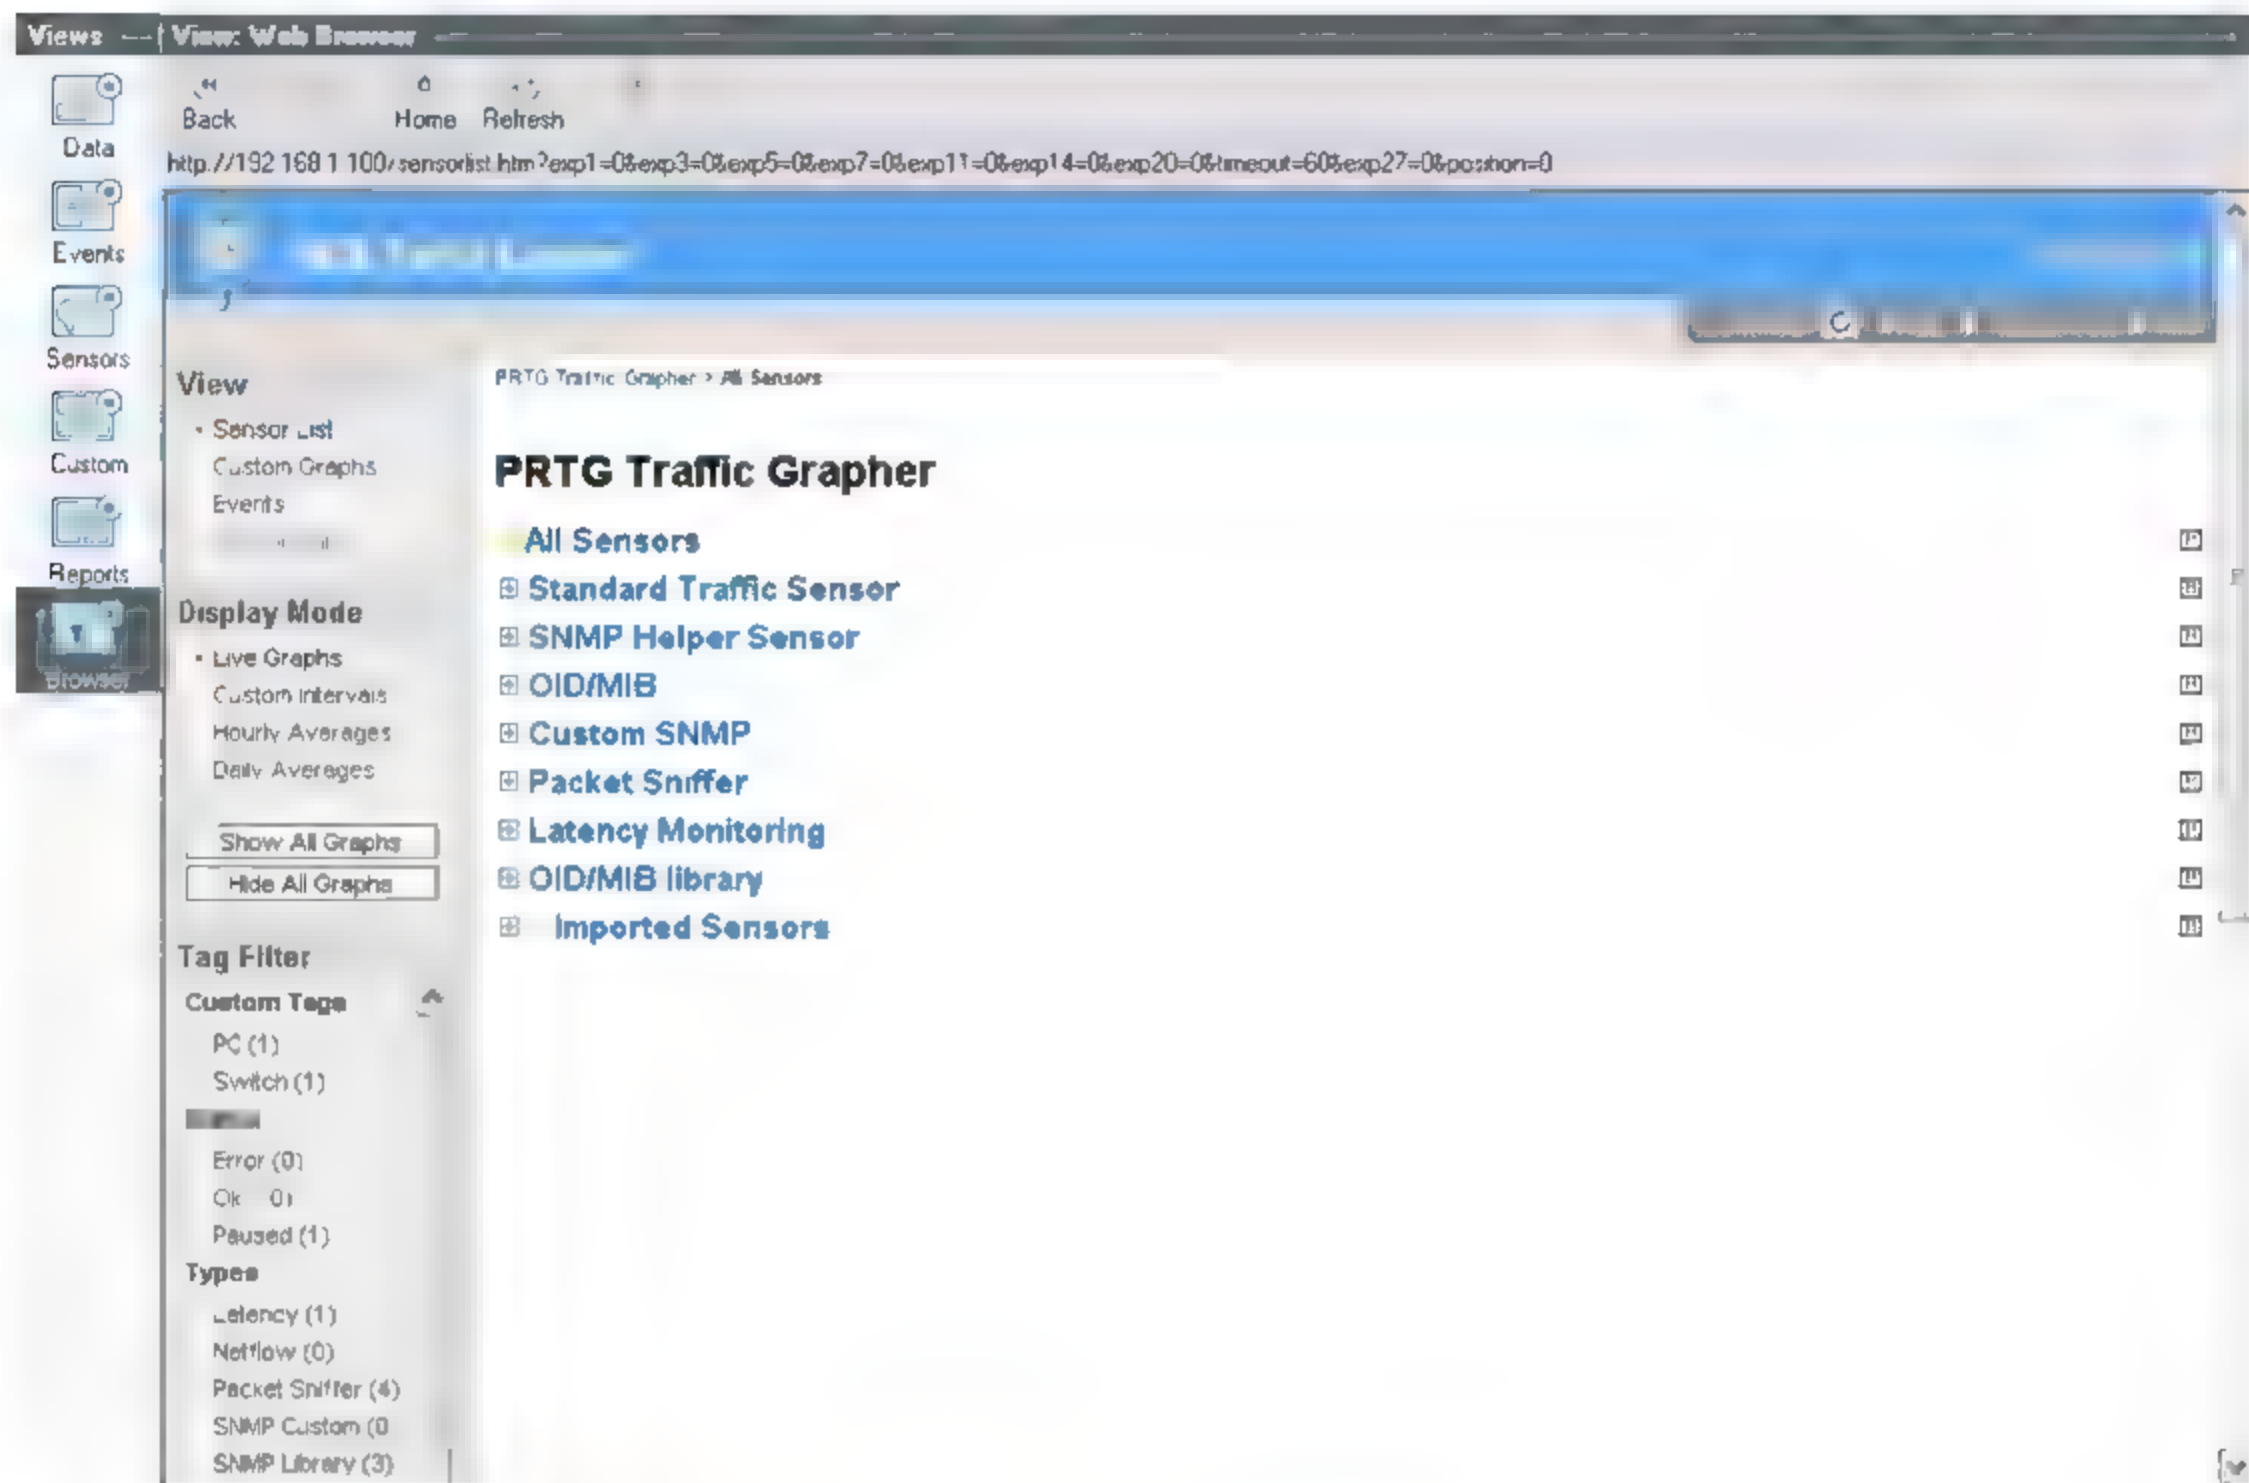 Views
View: Web Browser
Back
Home
Refresh
Data
http://192.168.1.100/sensorlist.htm?exp1=0&exp3=0&exp5=0&exp7=0&exp11=0&exp14=0&exp20=0&timeout=60&exp27=0&position=0
Events
Sensors
Custom
Reports
Browser
View
Sensor List
Custom Graphs
Events
Display Mode
Live Graphs
Custom Intervals
Hourly Averages
Daily Averages
Show All Graphs
Hide All Graphs
Tag Filter
Custom Tags
PC (1)
Switch (1)
Error (0)
Ok
Paused (1)
Types
Latency (1)
Netflow (0)
Packet Sniffer (4)
SNMP Custom (0
SNMP Library (3)
PRTG Traffic Grapher > All Sensors
PRTG Traffic Grapher
All Sensors
Standard Traffic Sensor
SNMP Helper Sensor
OID/MIB
Custom SNMP
Packet Sniffer
Latency Monitoring
OID/MIB library
Imported Sensors